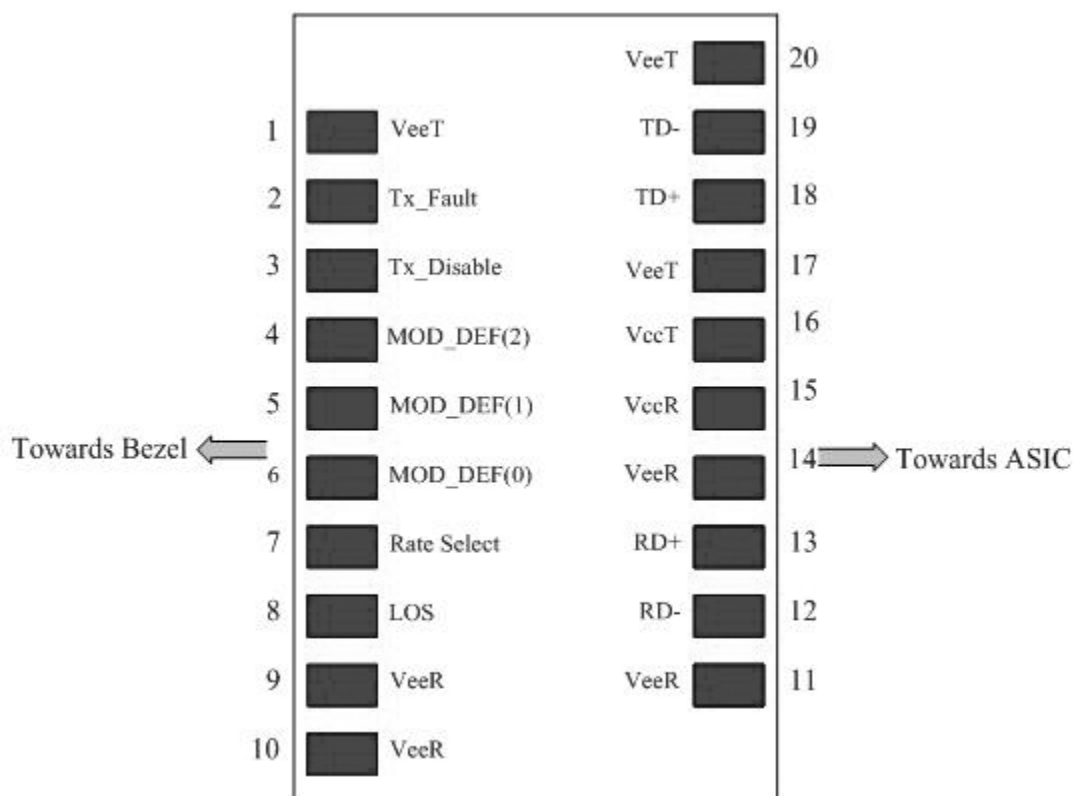 VeeT 20
1 VeeT TD- 19
2 Tx_Fault TD+ 18
3 Tx_Disable VeeT 17
4 MOD_DEF(2) VccT 16
5 MOD_DEF(1) VccR 15
Towards Bezel 6 MOD_DEF(0) VeeR 14 Towards ASIC
7 Rate Select RD+ 13
8 LOS RD- 12
9 VeeR VeeR 11
10 VeeR